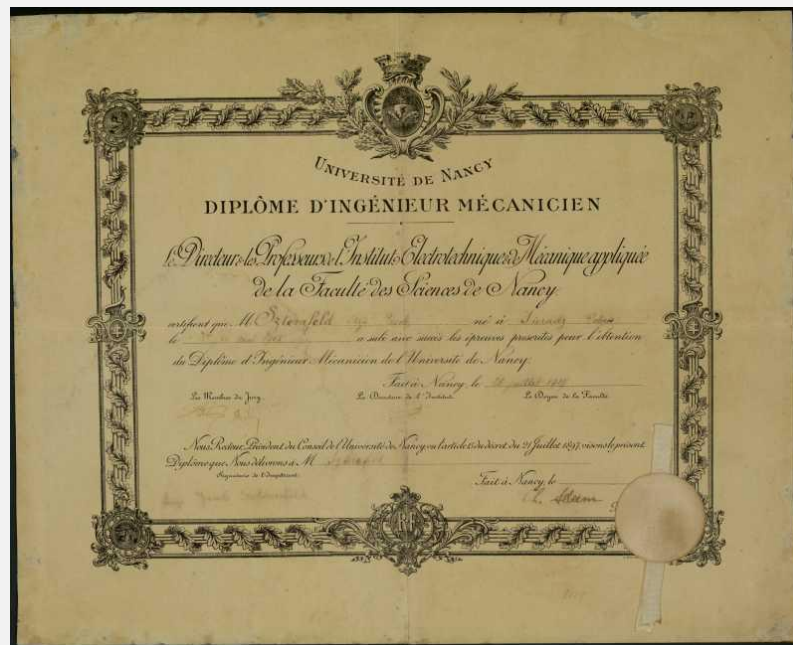 UNIVERSITÉ DE NANCY
DIPLÔME D'INGÉNIEUR MÉCANICIEN
Le Directeur & les Professeurs de l'Institut Electrotechnique & de Mécanique appliquée
de la Faculté des Sciences de Nancy
certifient que M. Szternfeld né à
le a subi avec succès les épreuves prescrites pour l'obtention
du Diplôme d'Ingénieur Mécanicien de l'Université de Nancy.
Fait à Nancy, le juillet
Les Membres du Jury, Le Directeur de l'Institut, Le Doyen de la Faculté,
Nous, Recteur, Président du Conseil de l'Université de Nancy, vu l'article 15 du décret du 21 Juillet 1897, visons le présent
Diplôme que Nous délivrons à M
Signature de l'Impétrant, Fait à Nancy, le
RF